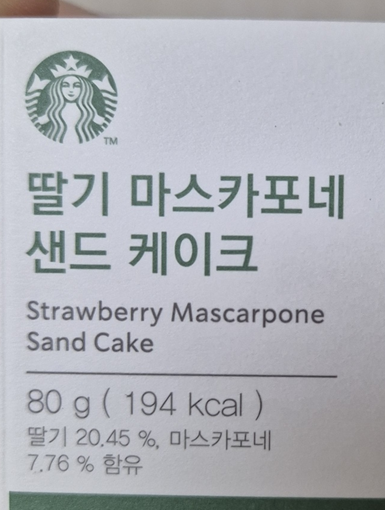 TM
딸기 마스카포네
샌드 케이크
Strawberry Mascarpone
Sand Cake
80 g ( 194 kcal )
딸기 20.45 %, 마스카포네
7.76 % 함유